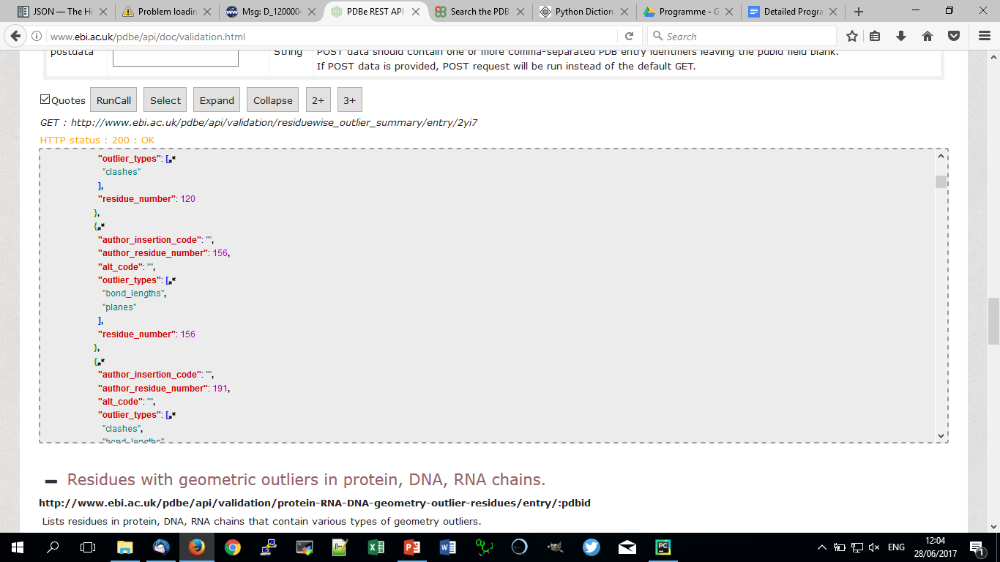 JSON — The Hi
Problem loadin
Msg: D_120004
PDBe REST API
Search the PDB
Python Diction
Programme - G
Detailed Progra
www.ebi.ac.uk/pdbe/api/doc/validation.html
Search
postdata
String
POST data should contain one or more comma-separated PDB entry identifiers leaving the pdbid field blank.
If POST data is provided, POST request will be run instead of the default GET.
Quotes RunCall Select Expand Collapse 2+ 3+
GET : http://www.ebi.ac.uk/pdbe/api/validation/residuewise_outlier_summary/entry/2yi7
HTTP status : 200 : OK
"outlier_types": [
"clashes"
],
"residue_number": 120
},
{
"author_insertion_code": "",
"author_residue_number": 156,
"alt_code": "",
"outlier_types": [
"bond_lengths",
"planes"
],
"residue_number": 156
},
{
"author_insertion_code": "",
"author_residue_number": 191,
"alt_code": "",
"outlier_types": [
"clashes",
"bond_lengths"
Residues with geometric outliers in protein, DNA, RNA chains.
http://www.ebi.ac.uk/pdbe/api/validation/protein-RNA-DNA-geometry-outlier-residues/entry/:pdbid
Lists residues in protein, DNA, RNA chains that contain various types of geometry outliers.
ENG
12:04
28/06/2017
1